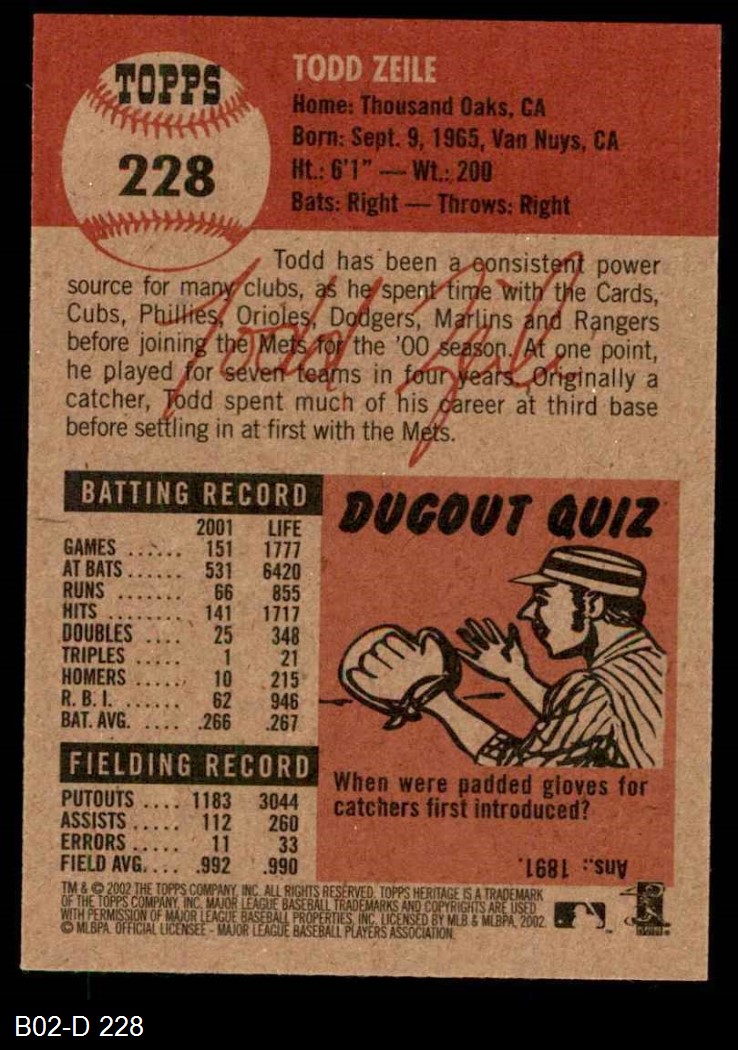 TOPPS
228
TODD ZEILE
Home: Thousand Oaks, CA
Born: Sept. 9, 1965, Van Nuys, CA
Ht.: 6'1" — Wt.: 200
Bats: Right — Throws: Right
Todd has been a consistent power
source for many clubs, as he spent time with the Cards,
Cubs, Phillies, Orioles, Dodgers, Marlins and Rangers
before joining the Mets for the '00 season. At one point,
he played for seven teams in four years. Originally a
catcher, Todd spent much of his career at third base
before settling in at first with the Mets.
Todd Zeile
BATTING RECORD
2001 LIFE
GAMES ...... 151 1777
AT BATS ...... 531 6420
RUNS ....... 66 855
HITS ........ 141 1717
DOUBLES .... 25 348
TRIPLES ..... 1 21
HOMERS ..... 10 215
R. B. I. ...... 62 946
BAT. AVG. ... .266 .267
FIELDING RECORD
PUTOUTS .... 1183 3044
ASSISTS ..... 112 260
ERRORS ..... 11 33
FIELD AVG. ... .992 .990
DUGOUT QUIZ
When were padded gloves for
catchers first introduced?
Ans.: 1891.
TM & © 2002 THE TOPPS COMPANY, INC. ALL RIGHTS RESERVED. TOPPS HERITAGE IS A TRADEMARK
OF THE TOPPS COMPANY, INC. MAJOR LEAGUE BASEBALL TRADEMARKS AND COPYRIGHTS ARE USED
WITH PERMISSION OF MAJOR LEAGUE BASEBALL PROPERTIES, INC. LICENSED BY MLB & MLBPA, 2002.
© MLBPA. OFFICIAL LICENSEE - MAJOR LEAGUE BASEBALL PLAYERS ASSOCIATION.
B02-D 228